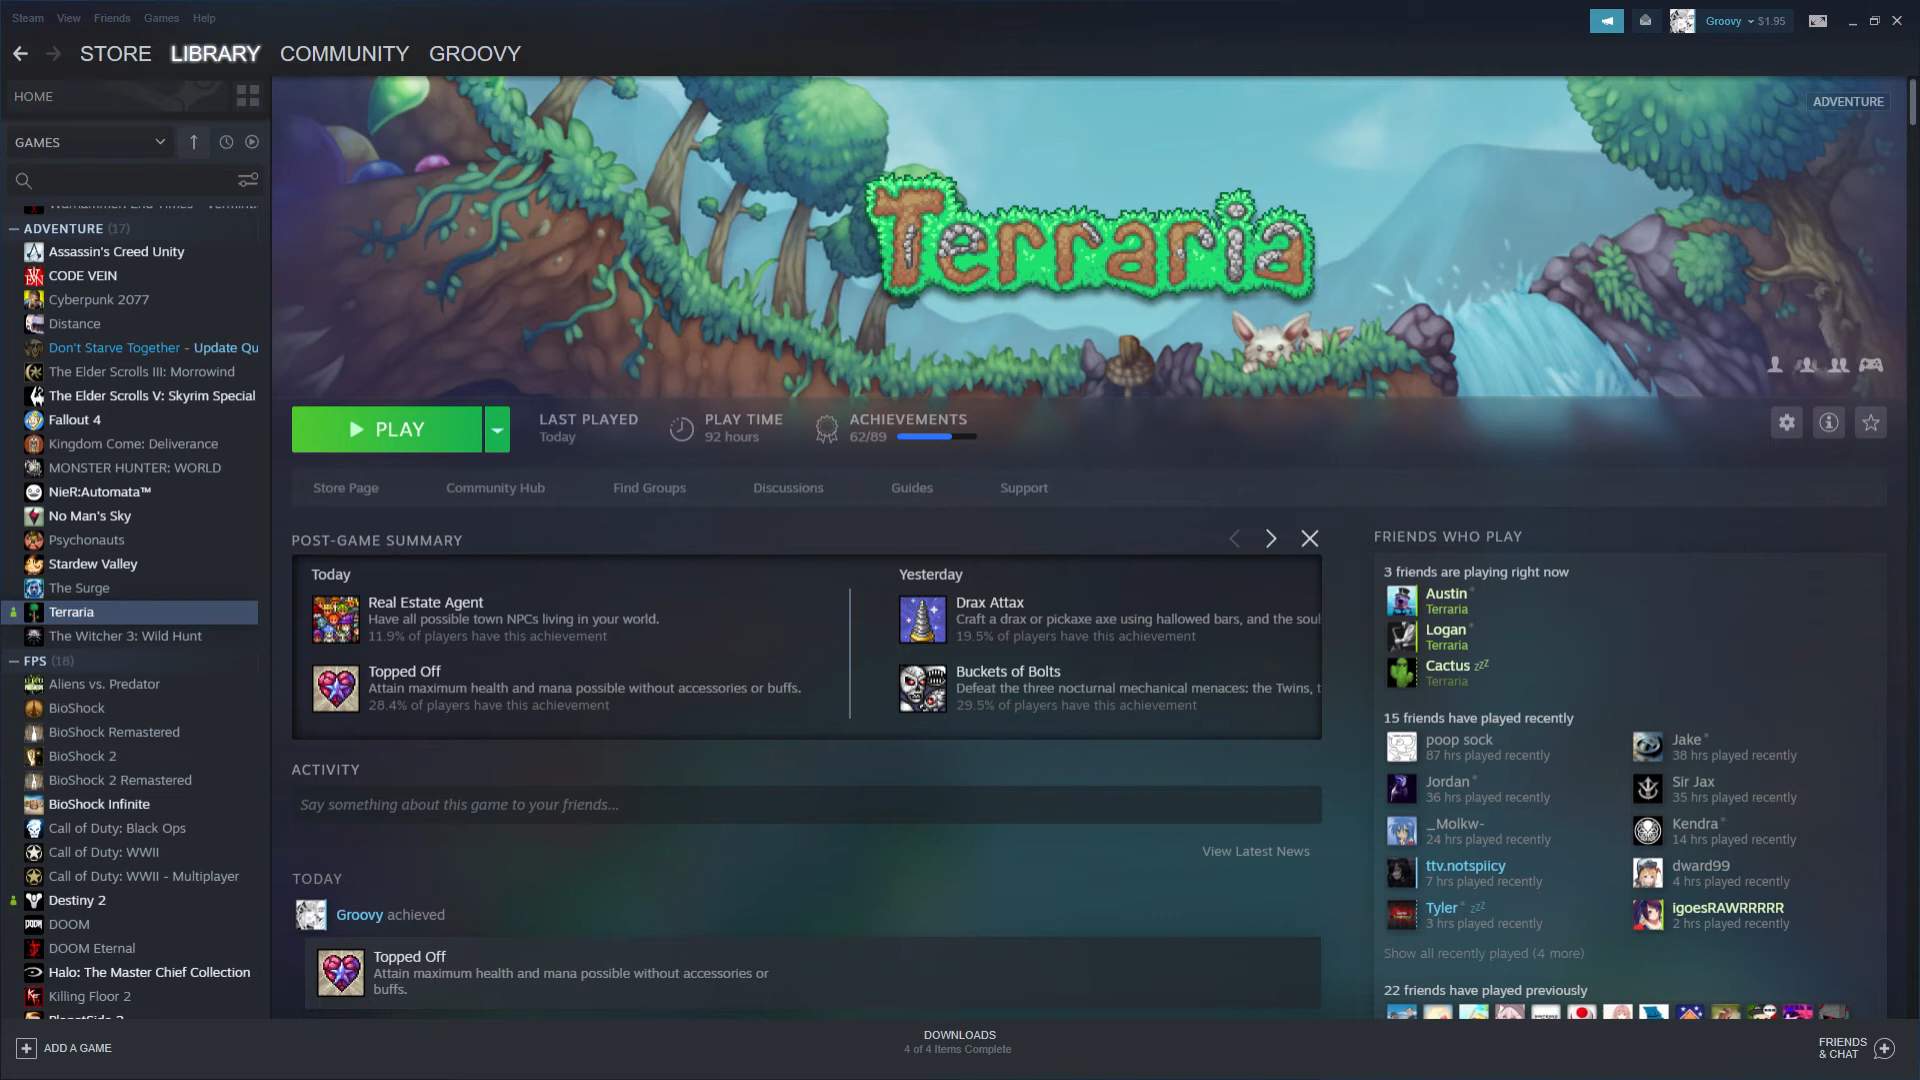 Steam View Friends Games Help
Groovy $1.95
STORE LIBRARY COMMUNITY GROOVY
HOME
ADVENTURE
GAMES
Terraria
ADVENTURE (17)
Assassin's Creed Unity
CODE VEIN
Cyberpunk 2077
Distance
Don't Starve Together - Update Qu
The Elder Scrolls III: Morrowind
The Elder Scrolls V: Skyrim Special
Fallout 4
Kingdom Come: Deliverance
MONSTER HUNTER: WORLD
NieR:Automata™
No Man's Sky
Psychonauts
Stardew Valley
The Surge
Terraria
The Witcher 3: Wild Hunt
FPS (18)
Aliens vs. Predator
BioShock
BioShock Remastered
BioShock 2
BioShock 2 Remastered
BioShock Infinite
Call of Duty: Black Ops
Call of Duty: WWII
Call of Duty: WWII - Multiplayer
Destiny 2
DOOM
DOOM Eternal
Halo: The Master Chief Collection
Killing Floor 2
PlanetSide 2
ADD A GAME
PLAY
LAST PLAYED
Today
PLAY TIME
92 hours
ACHIEVEMENTS
62/89
Store Page Community Hub Find Groups Discussions Guides Support
POST-GAME SUMMARY
Today
Real Estate Agent
Have all possible town NPCs living in your world.
11.9% of players have this achievement
Topped Off
Attain maximum health and mana possible without accessories or buffs.
28.4% of players have this achievement
Yesterday
Drax Attax
Craft a drax or pickaxe axe using hallowed bars, and the soul
19.5% of players have this achievement
Buckets of Bolts
Defeat the three nocturnal mechanical menaces: the Twins, t
29.5% of players have this achievement
ACTIVITY
Say something about this game to your friends...
View Latest News
TODAY
Groovy achieved
Topped Off
Attain maximum health and mana possible without accessories or
buffs.
FRIENDS WHO PLAY
3 friends are playing right now
Austin
Terraria
Logan
Terraria
Cactus zzz
Terraria
15 friends have played recently
poop sock
87 hrs played recently
Jake
38 hrs played recently
Jordan
36 hrs played recently
Sir Jax
35 hrs played recently
_Molkw-
24 hrs played recently
Kendra
14 hrs played recently
ttv.notspiicy
7 hrs played recently
dward99
4 hrs played recently
Tyler zzz
3 hrs played recently
igoesRAWRRRRR
2 hrs played recently
Show all recently played (4 more)
22 friends have played previously
DOWNLOADS
4 of 4 Items Complete
FRIENDS
& CHAT